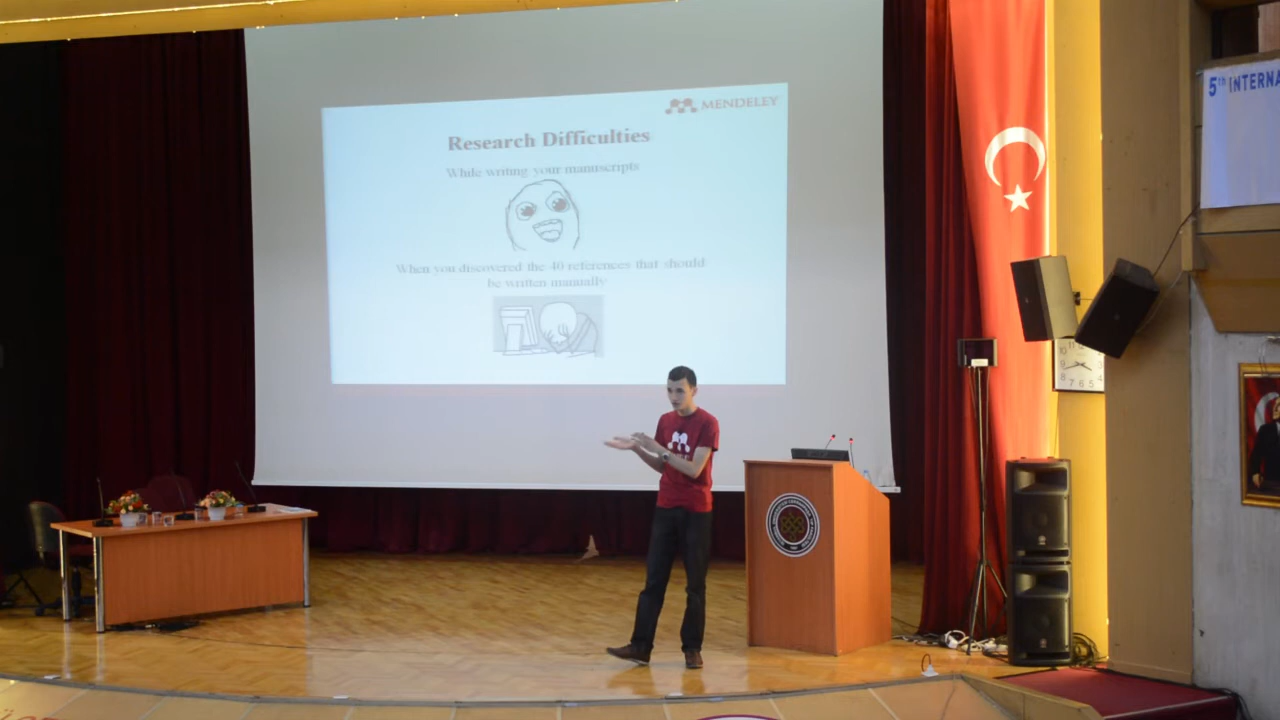 MENDELEY
Research Difficulties
While writing your manuscripts
When you discovered the 40 references that should
be written manually
5th INTERNA